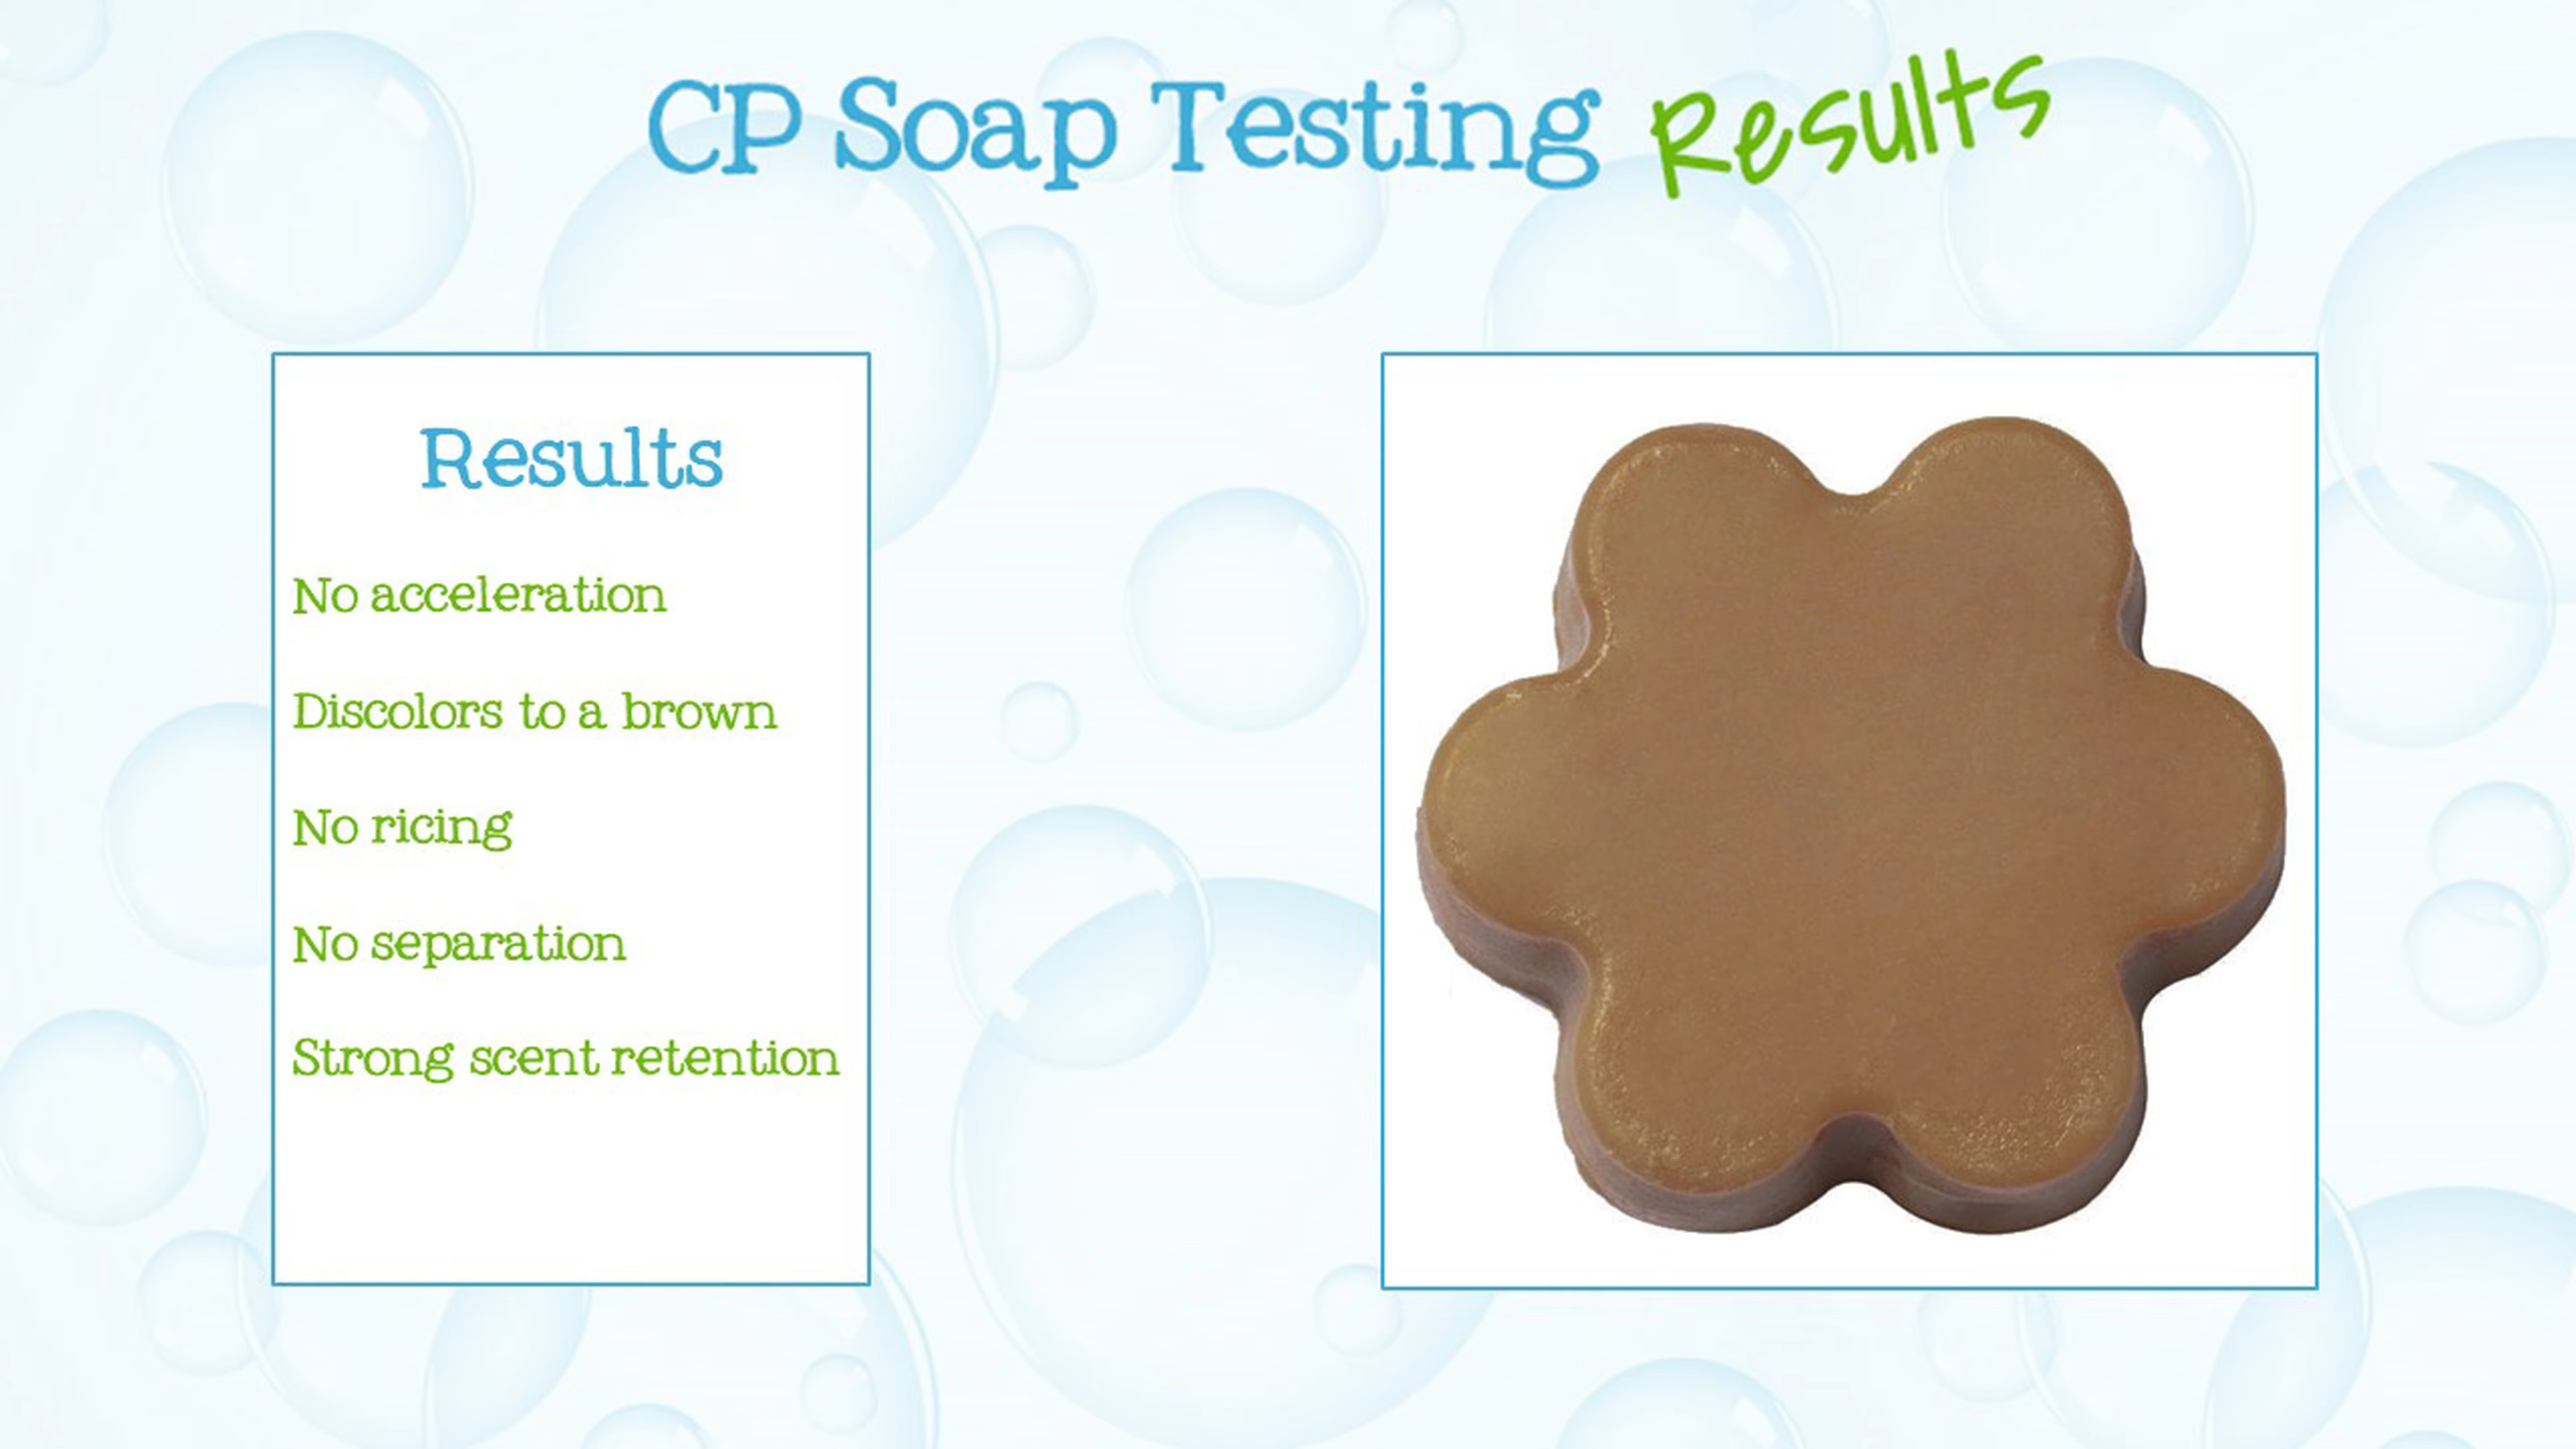 CP Soap Testing Results
Results
No acceleration
Discolors to a brown
No ricing
No separation
Strong scent retention